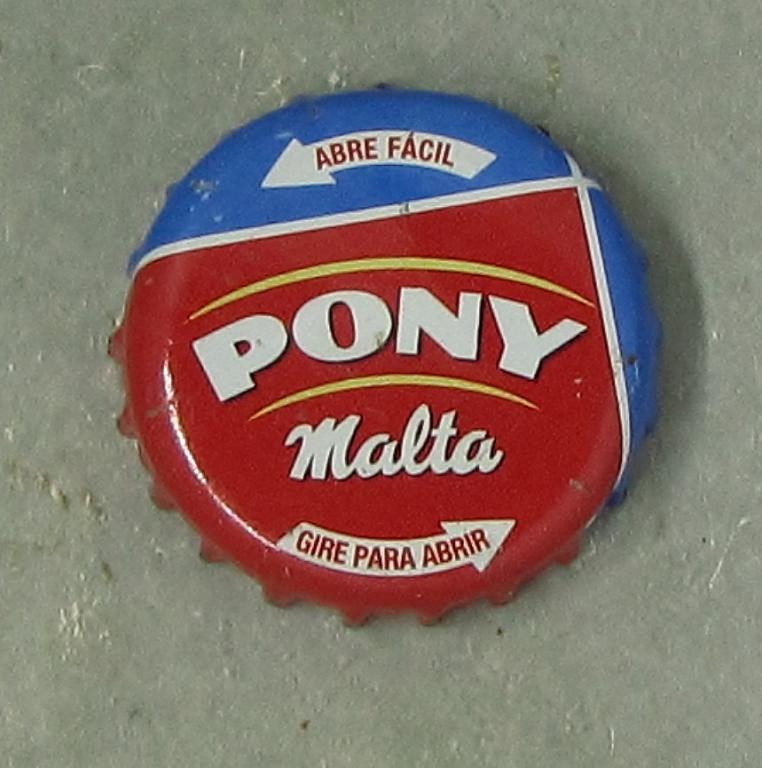 ABRE FÁCIL
PONY
Malta
GIRE PARA ABRIR